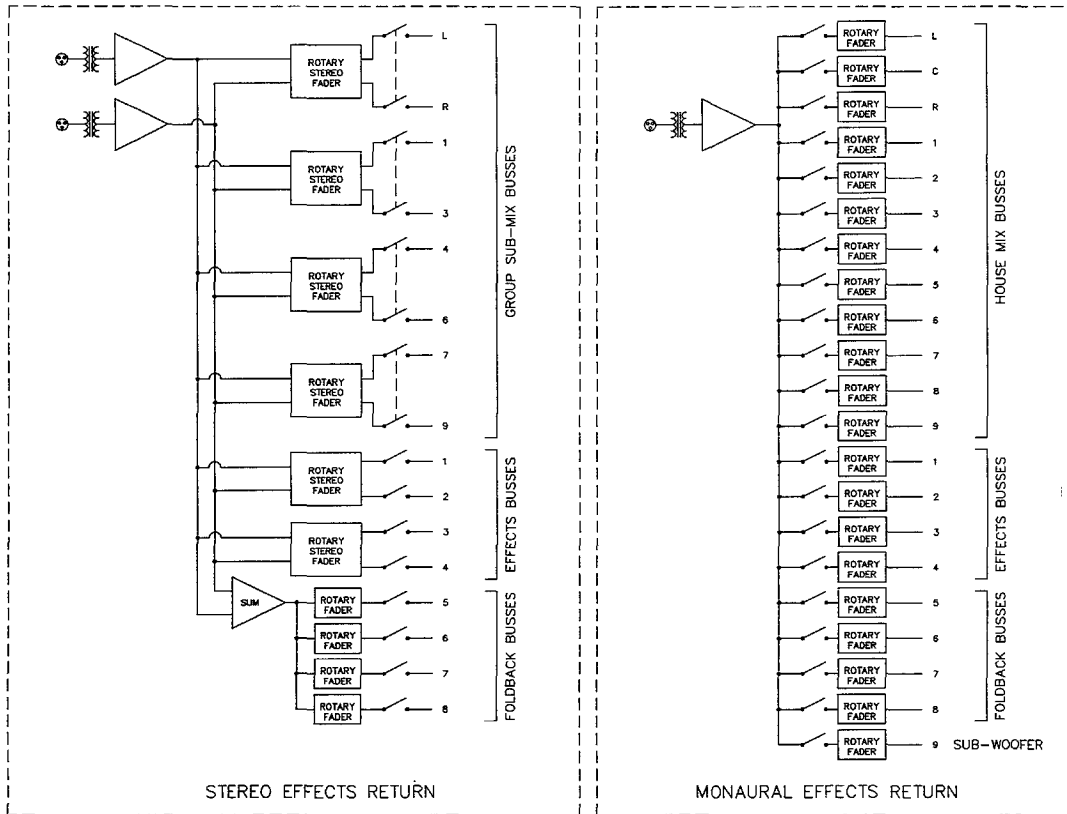 ROTARY
STEREO
FADER
L
R
ROTARY
STEREO
FADER
1
3
ROTARY
STEREO
FADER
4
6
ROTARY
STEREO
FADER
7
9
GROUP SUB-MIX BUSSES
ROTARY
STEREO
FADER
1
2
ROTARY
STEREO
FADER
3
4
EFFECTS BUSSES
SUM
ROTARY
FADER
5
ROTARY
FADER
6
ROTARY
FADER
7
ROTARY
FADER
8
FOLDBACK BUSSES
STEREO EFFECTS RETURN
ROTARY
FADER
L
ROTARY
FADER
C
ROTARY
FADER
R
ROTARY
FADER
1
ROTARY
FADER
2
ROTARY
FADER
3
ROTARY
FADER
4
ROTARY
FADER
5
ROTARY
FADER
6
ROTARY
FADER
7
ROTARY
FADER
8
ROTARY
FADER
9
HOUSE MIX BUSSES
ROTARY
FADER
1
ROTARY
FADER
2
ROTARY
FADER
3
ROTARY
FADER
4
EFFECTS BUSSES
ROTARY
FADER
5
ROTARY
FADER
6
ROTARY
FADER
7
ROTARY
FADER
8
FOLDBACK BUSSES
ROTARY
FADER
9 SUB-WOOFER
MONAURAL EFFECTS RETURN